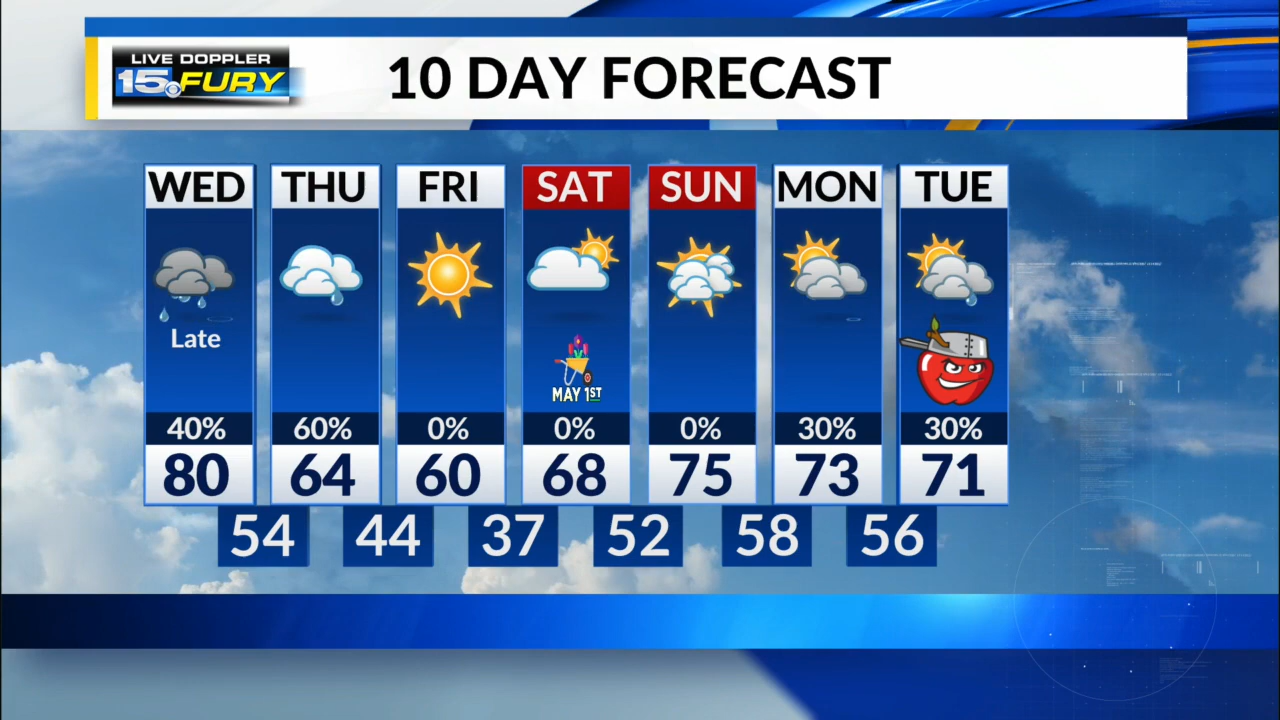 LIVE DOPPLER
15 FURY
10 DAY FORECAST
WED THU FRI SAT SUN MON TUE
Late
MAY 1ST
40% 60% 0% 0% 0% 30% 30%
80 64 60 68 75 73 71
54 44 37 52 58 56